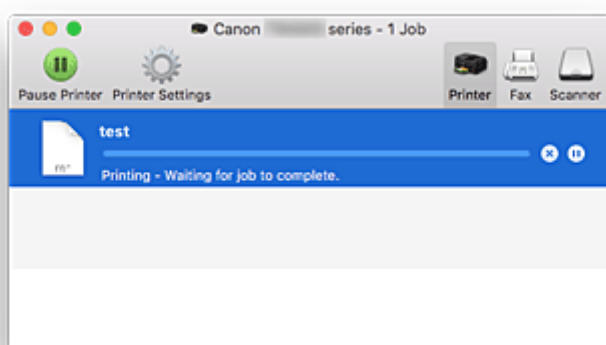 Canon series - 1 Job
Pause Printer Printer Settings Printer Fax Scanner
test
Printing - Waiting for job to complete.